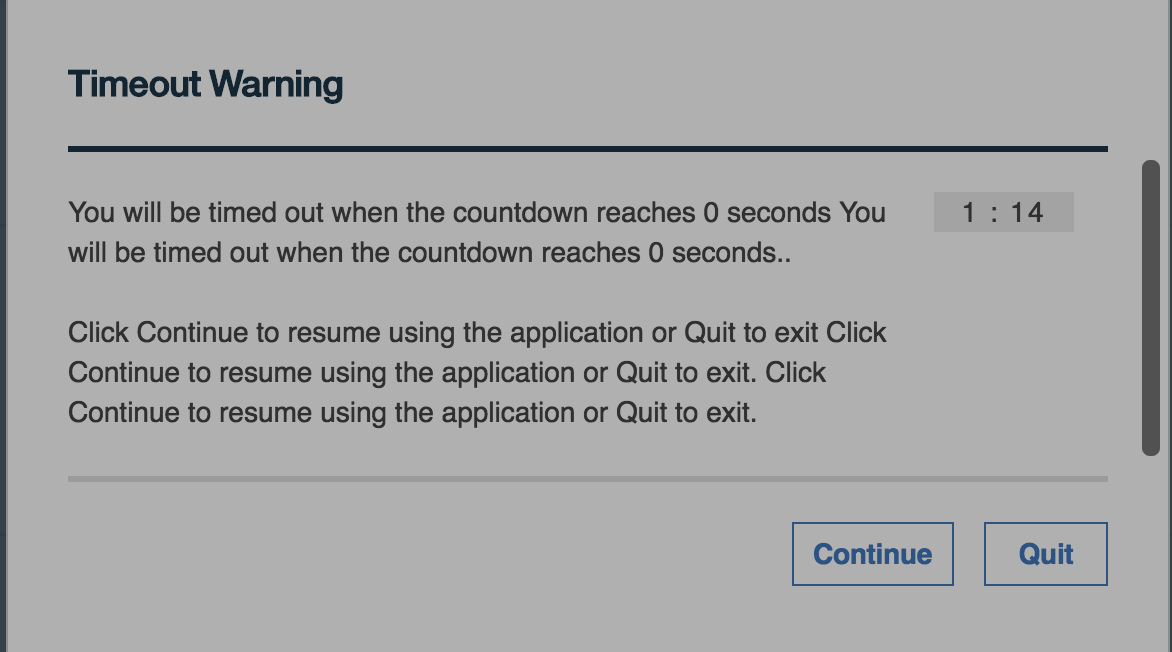 Timeout Warning
You will be timed out when the countdown reaches 0 seconds You
will be timed out when the countdown reaches 0 seconds..
1 : 14
Click Continue to resume using the application or Quit to exit Click
Continue to resume using the application or Quit to exit. Click
Continue to resume using the application or Quit to exit.
Continue
Quit